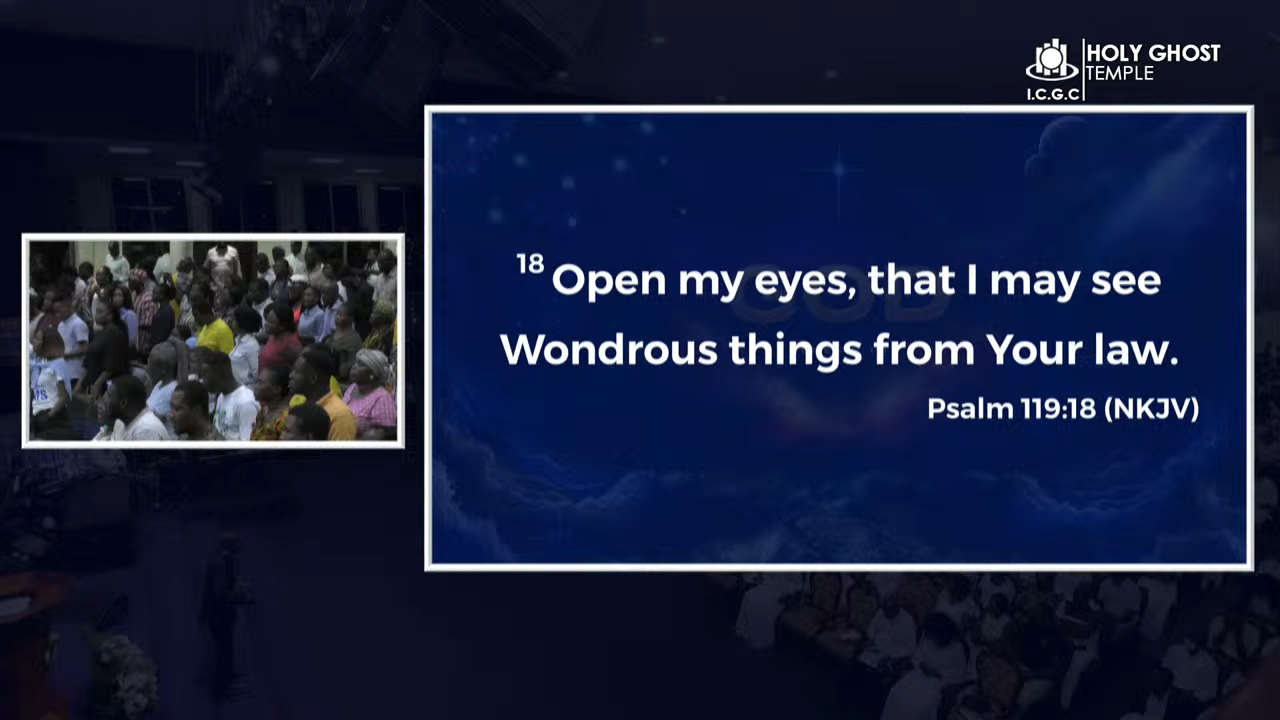 HOLY GHOST
TEMPLE
I.C.G.C
18 Open my eyes, that I may see
Wondrous things from Your law.
Psalm 119:18 (NKJV)